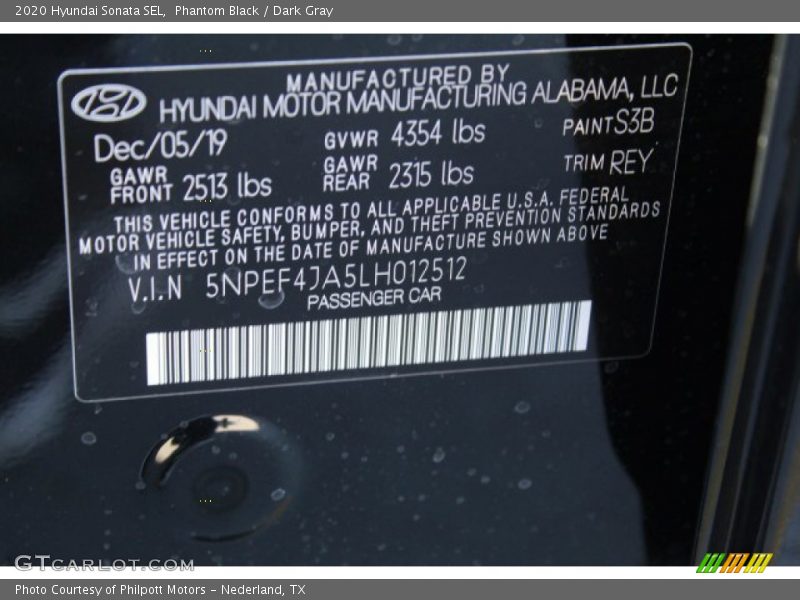 2020 Hyundai Sonata SEL, Phantom Black / Dark Gray
MANUFACTURED BY
HYUNDAI MOTOR MANUFACTURING ALABAMA, LLC
Dec/05/19 GVWR 4354 lbs PAINT S3B
GAWR FRONT 2513 lbs GAWR REAR 2315 lbs TRIM REY
THIS VEHICLE CONFORMS TO ALL APPLICABLE U.S.A. FEDERAL
MOTOR VEHICLE SAFETY, BUMPER, AND THEFT PREVENTION STANDARDS
IN EFFECT ON THE DATE OF MANUFACTURE SHOWN ABOVE
V.I.N 5NPEF4JA5LH012512
PASSENGER CAR
GTCARLOT.COM
Photo Courtesy of Philpott Motors - Nederland, TX